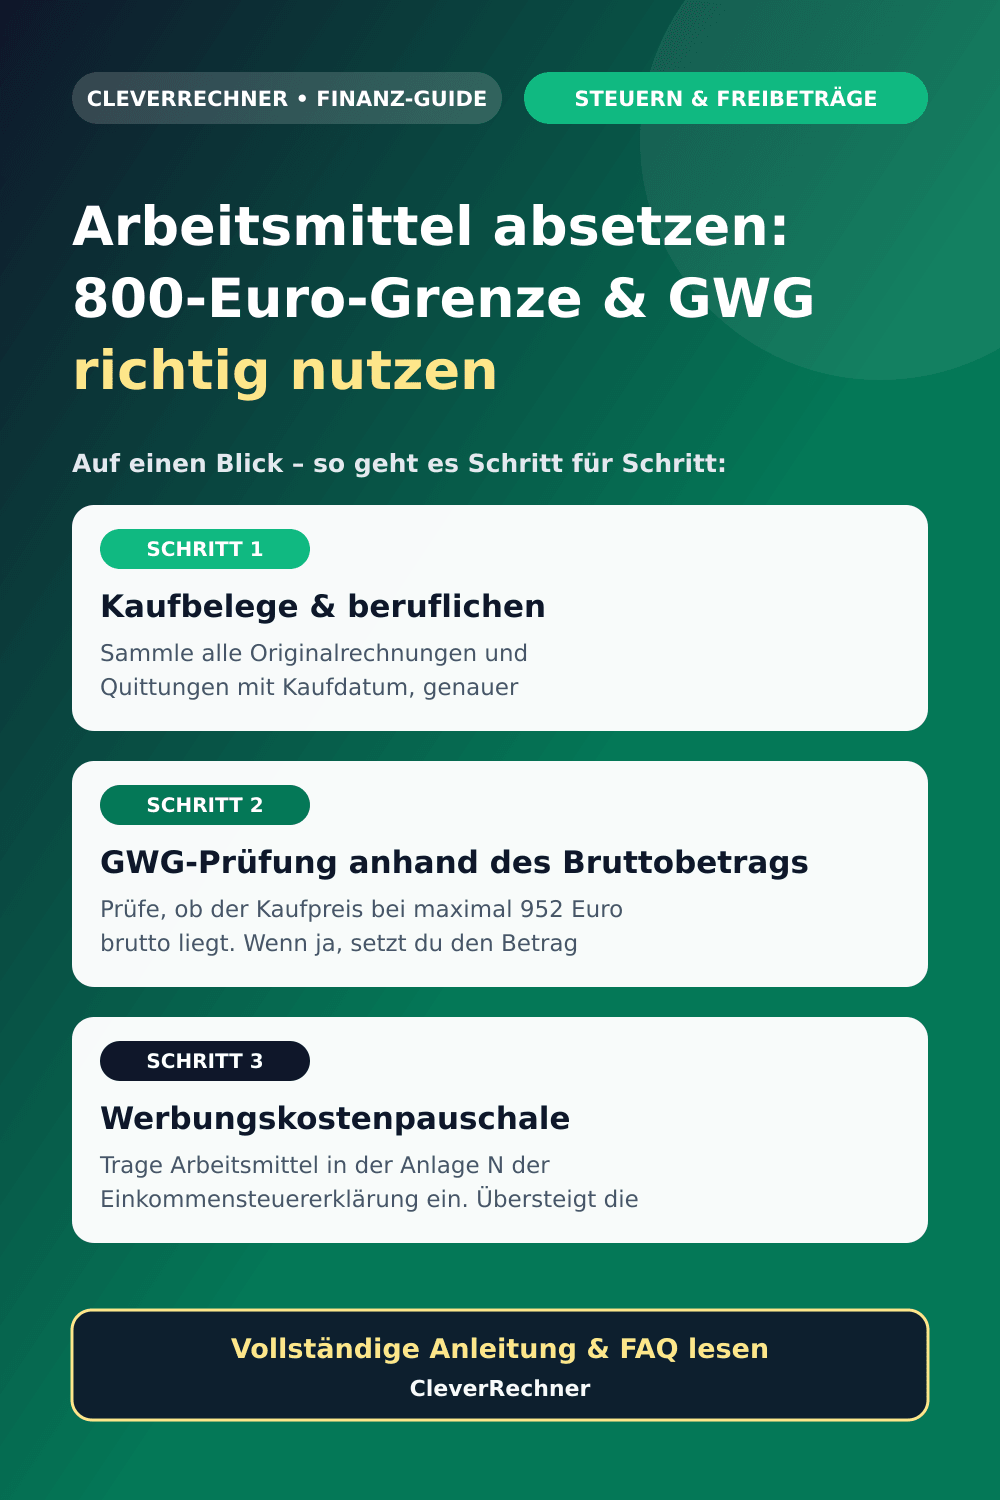 CLEVERRECHNER • FINANZ-GUIDE
STEUERN & FREIBETRÄGE
Arbeitsmittel absetzen:
800-Euro-Grenze & GWG
richtig nutzen
Auf einen Blick – so geht es Schritt für Schritt:
SCHRITT 1
Kaufbelege & beruflichen
Sammle alle Originalrechnungen und
Quittungen mit Kaufdatum, genauer
SCHRITT 2
GWG-Prüfung anhand des Bruttobetrags
Prüfe, ob der Kaufpreis bei maximal 952 Euro
brutto liegt. Wenn ja, setzt du den Betrag
SCHRITT 3
Werbungskostenpauschale
Trage Arbeitsmittel in der Anlage N der
Einkommensteuererklärung ein. Übersteigt die
Vollständige Anleitung & FAQ lesen
CleverRechner